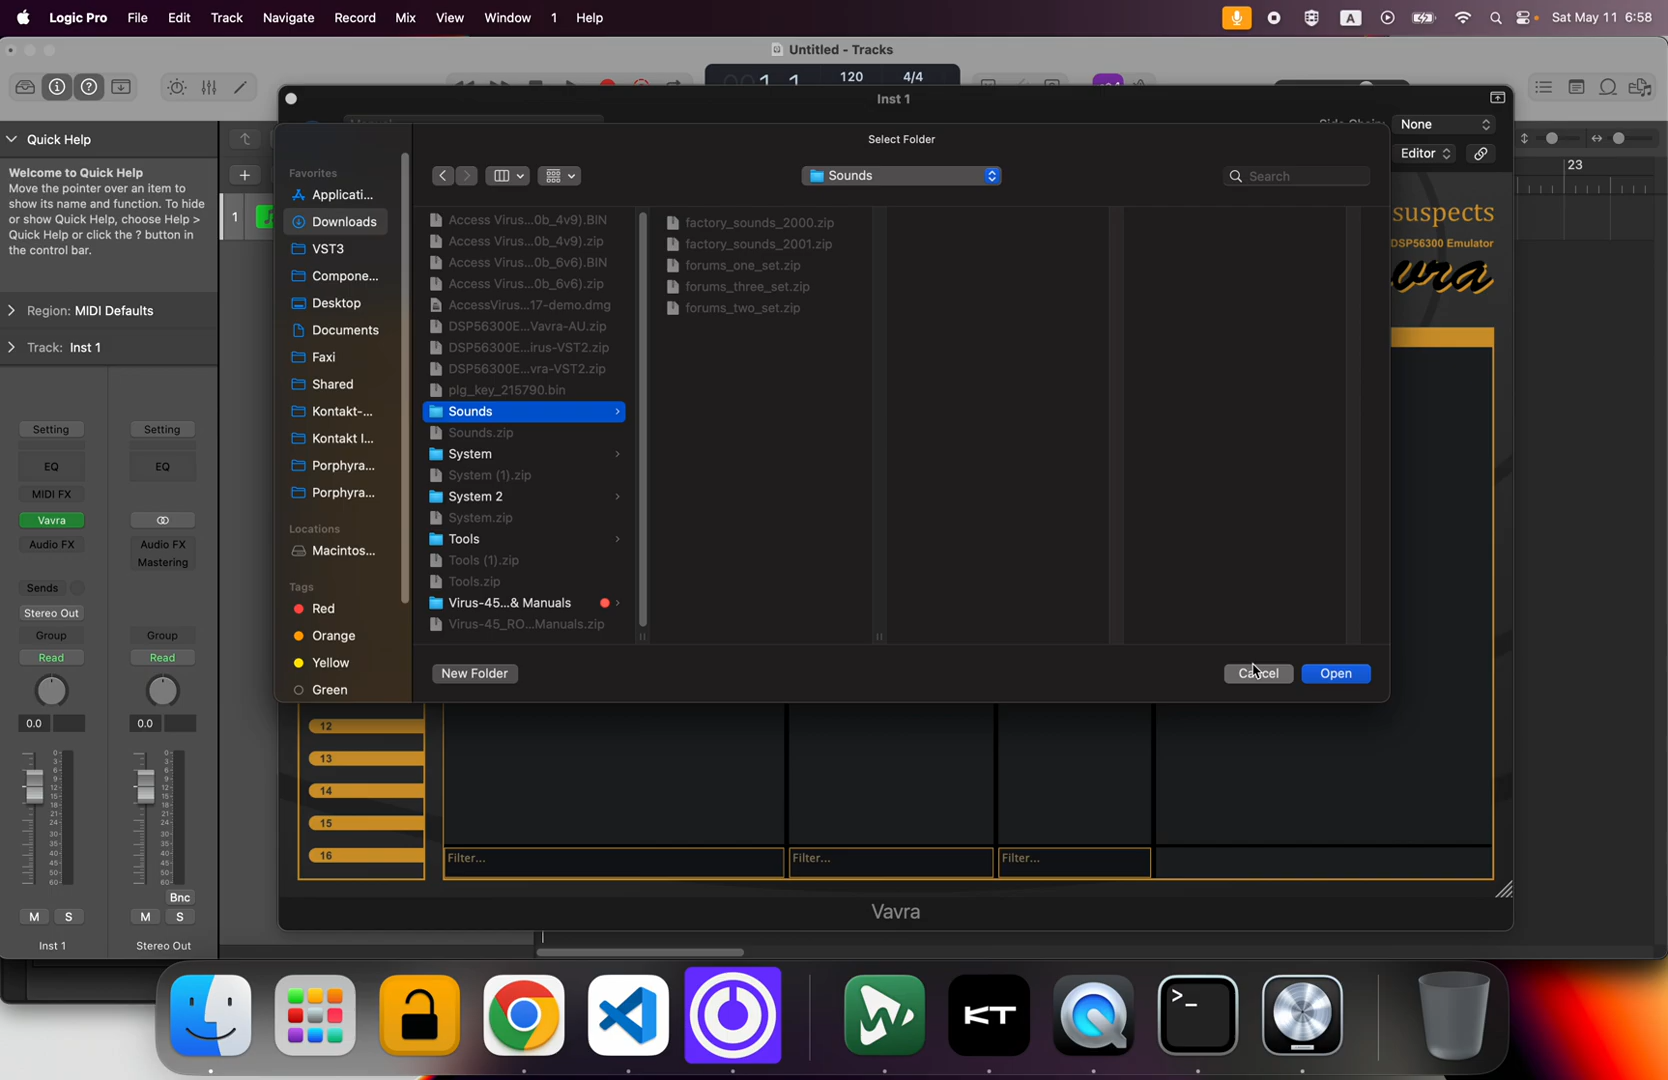 Logic Pro File Edit Track Navigate Record Mix View Window 1 Help
A Sat May 11 6:58
Untitled - Tracks
1 1 120 4/4
Inst 1
Quick Help
Side Chain: None
Select Folder
Editor
Welcome to Quick Help
Move the pointer over an item to
show its name and function. To hide
or show Quick Help, choose Help >
Quick Help or click the ? button in
the control bar.
Region: MIDI Defaults
Track: Inst 1
1
23
Favorites
Applicati...
Downloads
VST3
Compone...
Desktop
Documents
Faxi
Shared
Kontakt-...
Kontakt I...
Porphyra...
Porphyra...
Locations
Macintos...
Tags
Red
Orange
Yellow
Green
Sounds
Search
Access Virus...0b_4v9).BIN
Access Virus...0b_4v9).zip
Access Virus...0b_6v6).BIN
Access Virus...0b_6v6).zip
AccessVirus...17-demo.dmg
DSP56300E...Vavra-AU.zip
DSP56300E...irus-VST2.zip
DSP56300E...vra-VST2.zip
plg_key_215790.bin
Sounds
Sounds.zip
System
System (1).zip
System 2
System.zip
Tools
Tools (1).zip
Tools.zip
Virus-45...& Manuals
Virus-45_RO...Manuals.zip
factory_sounds_2000.zip
factory_sounds_2001.zip
forums_one_set.zip
forums_three_set.zip
forums_two_set.zip
New Folder Cancel Open
suspects
DSP56300 Emulator
vra
Setting Setting
EQ EQ
MIDI FX
Vavra
Audio FX Audio FX
Mastering
Sends
Stereo Out
Group Group
Read Read
0.0 0.0
Bnc
M S M S
Inst 1 Stereo Out
12
13
14
15
16
Filter... Filter... Filter...
Vavra
KT